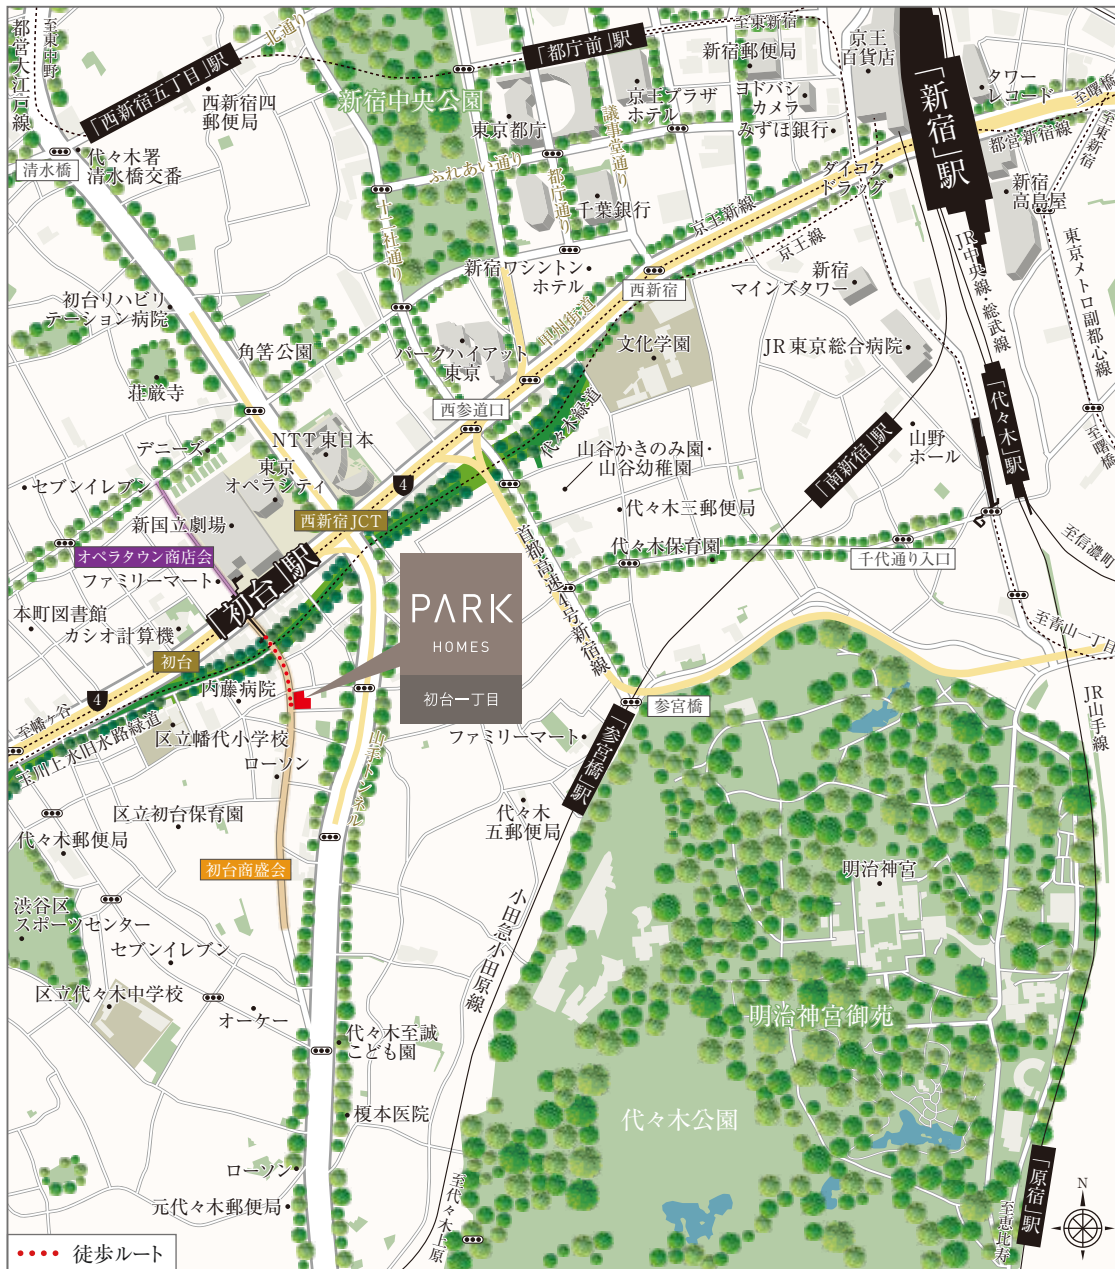 都営大江戸線
至東中野
「西新宿五丁目」駅
北通り
西新宿四
郵便局
新宿中央公園
「都庁前」駅
至東新宿
新宿郵便局
京王
百貨店
「新宿」駅
タワー
レコード
至曙橋
至東新宿
都営新宿線
東京都庁
京王プラザ
ホテル
議事堂通り
ヨドバシ
カメラ
みずほ銀行
清水橋
代々木署
清水橋交番
ふれあい通り
都庁通り
十二社通り
千葉銀行
ダイコク
ドラッグ
新宿
高島屋
京王新線
京王線
新宿ワシントン
ホテル
西新宿
新宿
マインズタワー
JR中央線・総武線
東京メトロ副都心線
初台リハビリ
テーション病院
角筈公園
パークハイアット
東京
甲州街道
文化学園
JR東京総合病院
荘厳寺
西参道口
代々木緑道
「代々木」駅
至曙橋
デニーズ
NTT東日本
東京
オペラシティ
山谷かきのみ園・
山谷幼稚園
「南新宿」駅
山野
ホール
セブンイレブン
4
新国立劇場
西新宿JCT
代々木三郵便局
代々木保育園
千代通り入口
至信濃町
オペラタウン商店会
ファミリーマート
「初台」駅
首都高速4号新宿線
PARK
HOMES
初台一丁目
本町図書館
カシオ計算機
初台
至青山一丁目
4
内藤病院
至幡ヶ谷
玉川上水旧水路緑道
区立幡代小学校
ローソン
山手トンネル
ファミリーマート
「参宮橋」駅
参宮橋
JR山手線
区立初台保育園
代々木郵便局
代々木
五郵便局
初台商盛会
明治神宮
渋谷区
スポーツセンター
セブンイレブン
小田急小田原線
区立代々木中学校
オーケー
代々木至誠
こども園
明治神宮御苑
榎本医院
代々木公園
ローソン
元代々木郵便局
至代々木上原
「原宿」駅
至恵比寿
N
徒歩ルート